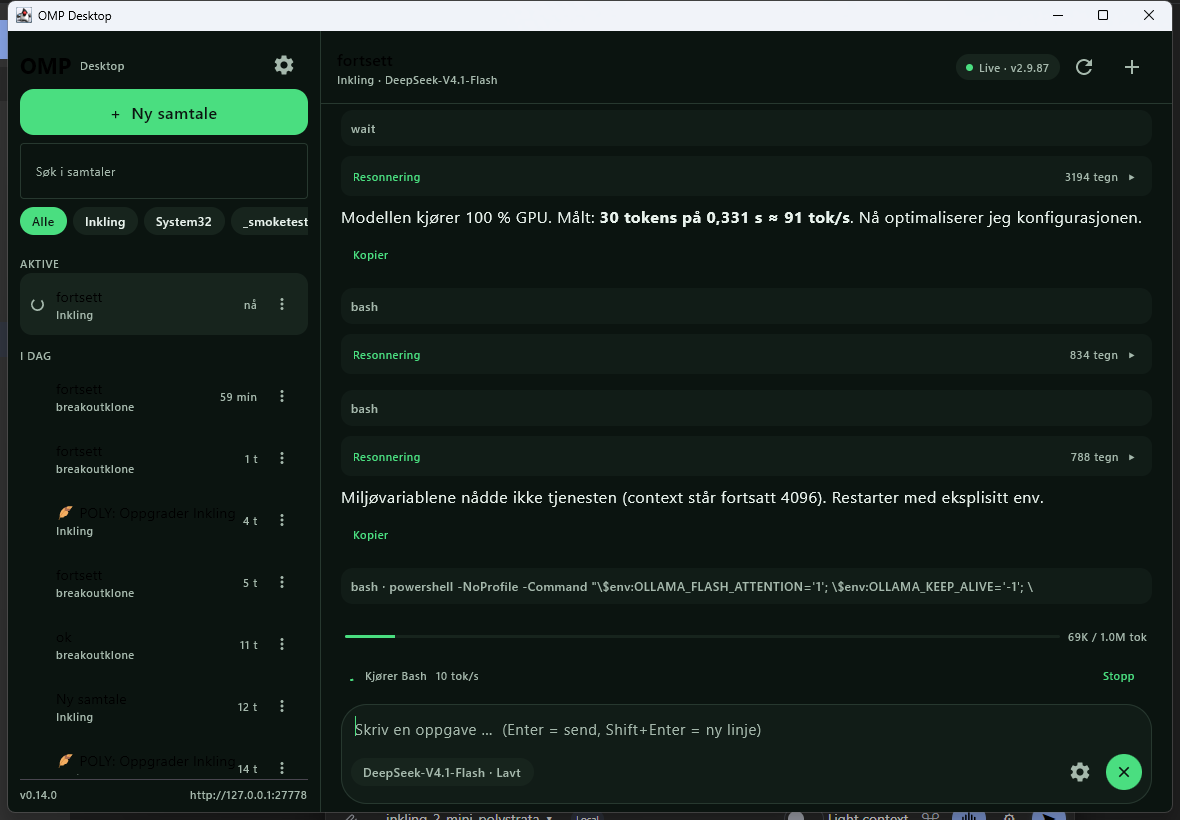 OMP Desktop
OMP Desktop
+ Ny samtale
Søk i samtaler
Alle Inkling System32 _smoketest
AKTIVE
fortsett
Inkling
nå
I DAG
fortsett
breakoutklone
59 min
fortsett
breakoutklone
1 t
POLY: Oppgrader Inkling
Inkling
4 t
fortsett
breakoutklone
5 t
ok
breakoutklone
11 t
Ny samtale
Inkling
12 t
POLY: Oppgrader Inkling
14 t
v0.14.0 http://127.0.0.1:27778
fortsett
Inkling · DeepSeek-V4.1-Flash
Live · v2.9.87
wait
Resonnering 3194 tegn ▸
Modellen kjører 100 % GPU. Målt: 30 tokens på 0,331 s ≈ 91 tok/s. Nå optimaliserer jeg konfigurasjonen.
Kopier
bash
Resonnering 834 tegn ▸
bash
Resonnering 788 tegn ▸
Miljøvariablene nådde ikke tjenesten (context står fortsatt 4096). Restarter med eksplisitt env.
Kopier
bash · powershell -NoProfile -Command "\$env:OLLAMA_FLASH_ATTENTION='1'; \$env:OLLAMA_KEEP_ALIVE='-1'; \
69K / 1.0M tok
Kjører Bash 10 tok/s Stopp
Skriv en oppgave ... (Enter = send, Shift+Enter = ny linje)
DeepSeek-V4.1-Flash · Lavt
inkling-2-mini-polystrata Local Light context